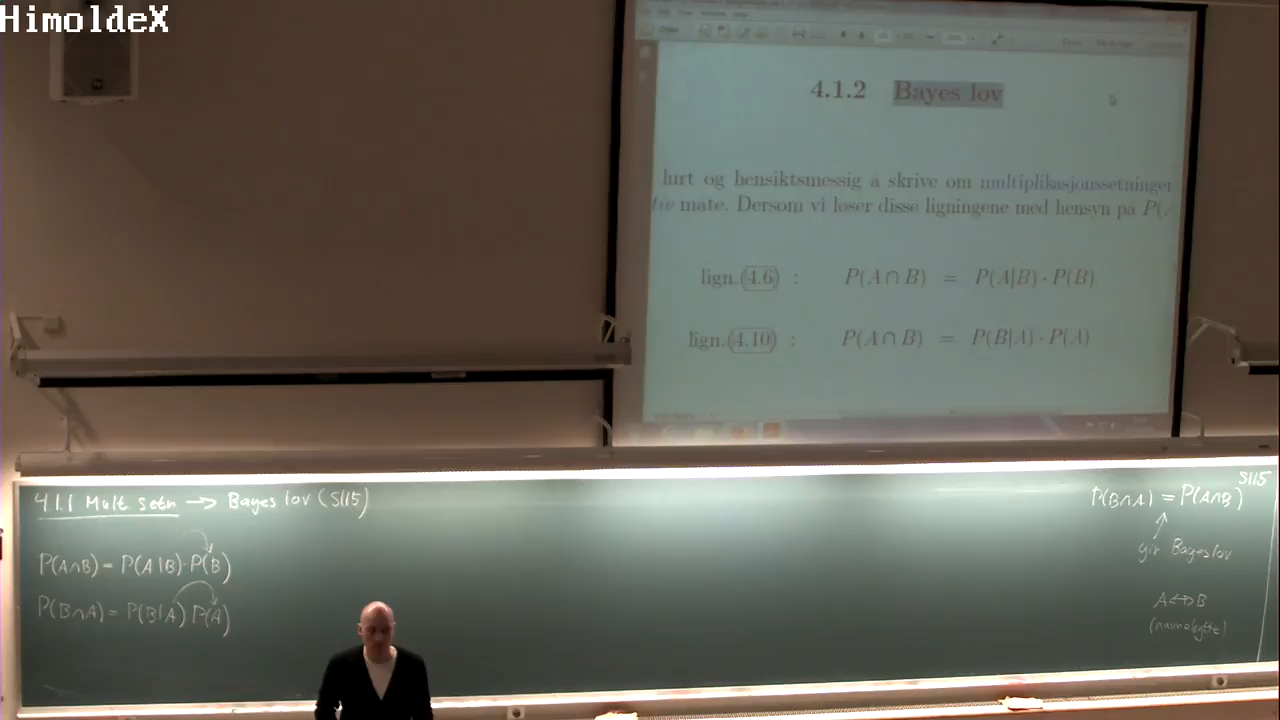 HimoldeX
4.1.2 Bayes lov
lurt og hensiktsmessig å skrive om multiplikasjonssetningen
mate. Dersom vi løser disse ligningene med hensyn på P(
lign.(4.6) : P(A ∩ B) = P(A|B) · P(B)
lign.(4.10) : P(A ∩ B) = P(B|A) · P(A)
4.1.1 Mult setn → Bayes lov (S115)
P(A∩B) = P(A|B)·P(B)
P(B∩A) = P(B|A) P(A)
S115
P(B∩A) = P(A∩B)
gir Bayes lov
A ↔ B
(navnebytte)